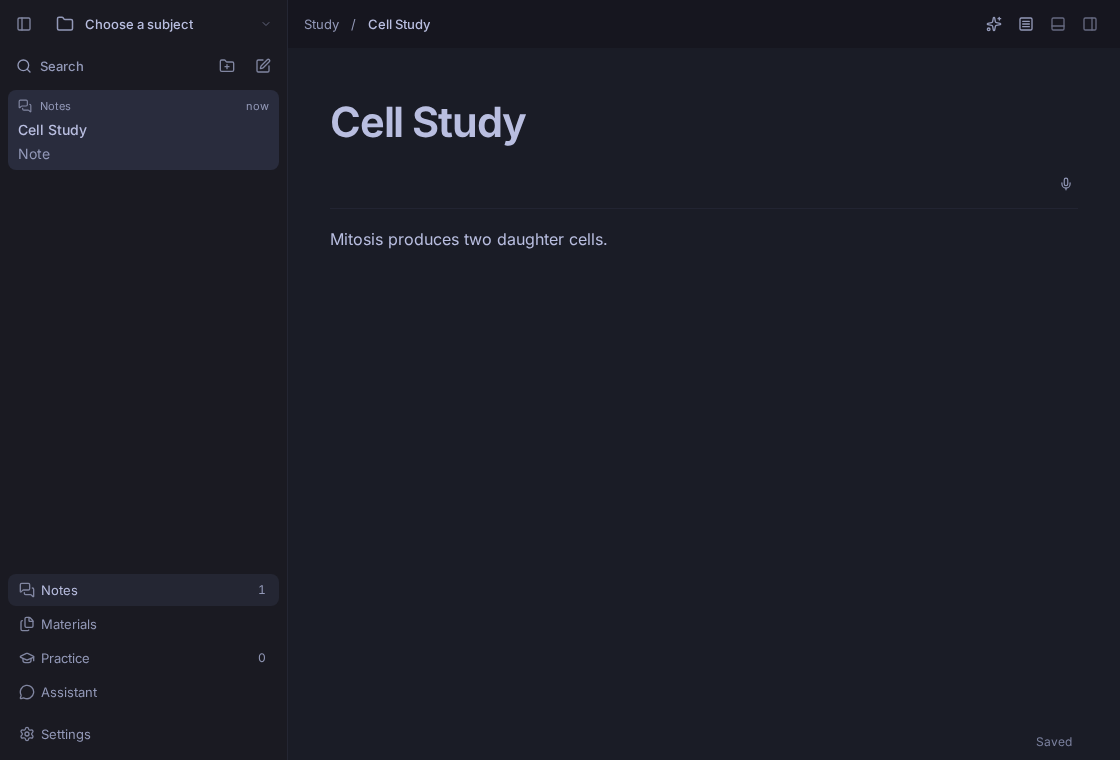 Choose a subject
Study / Cell Study
Search
Notes now
Cell Study
Note
Cell Study
Mitosis produces two daughter cells.
Notes 1
Materials
Practice 0
Assistant
Settings
Saved